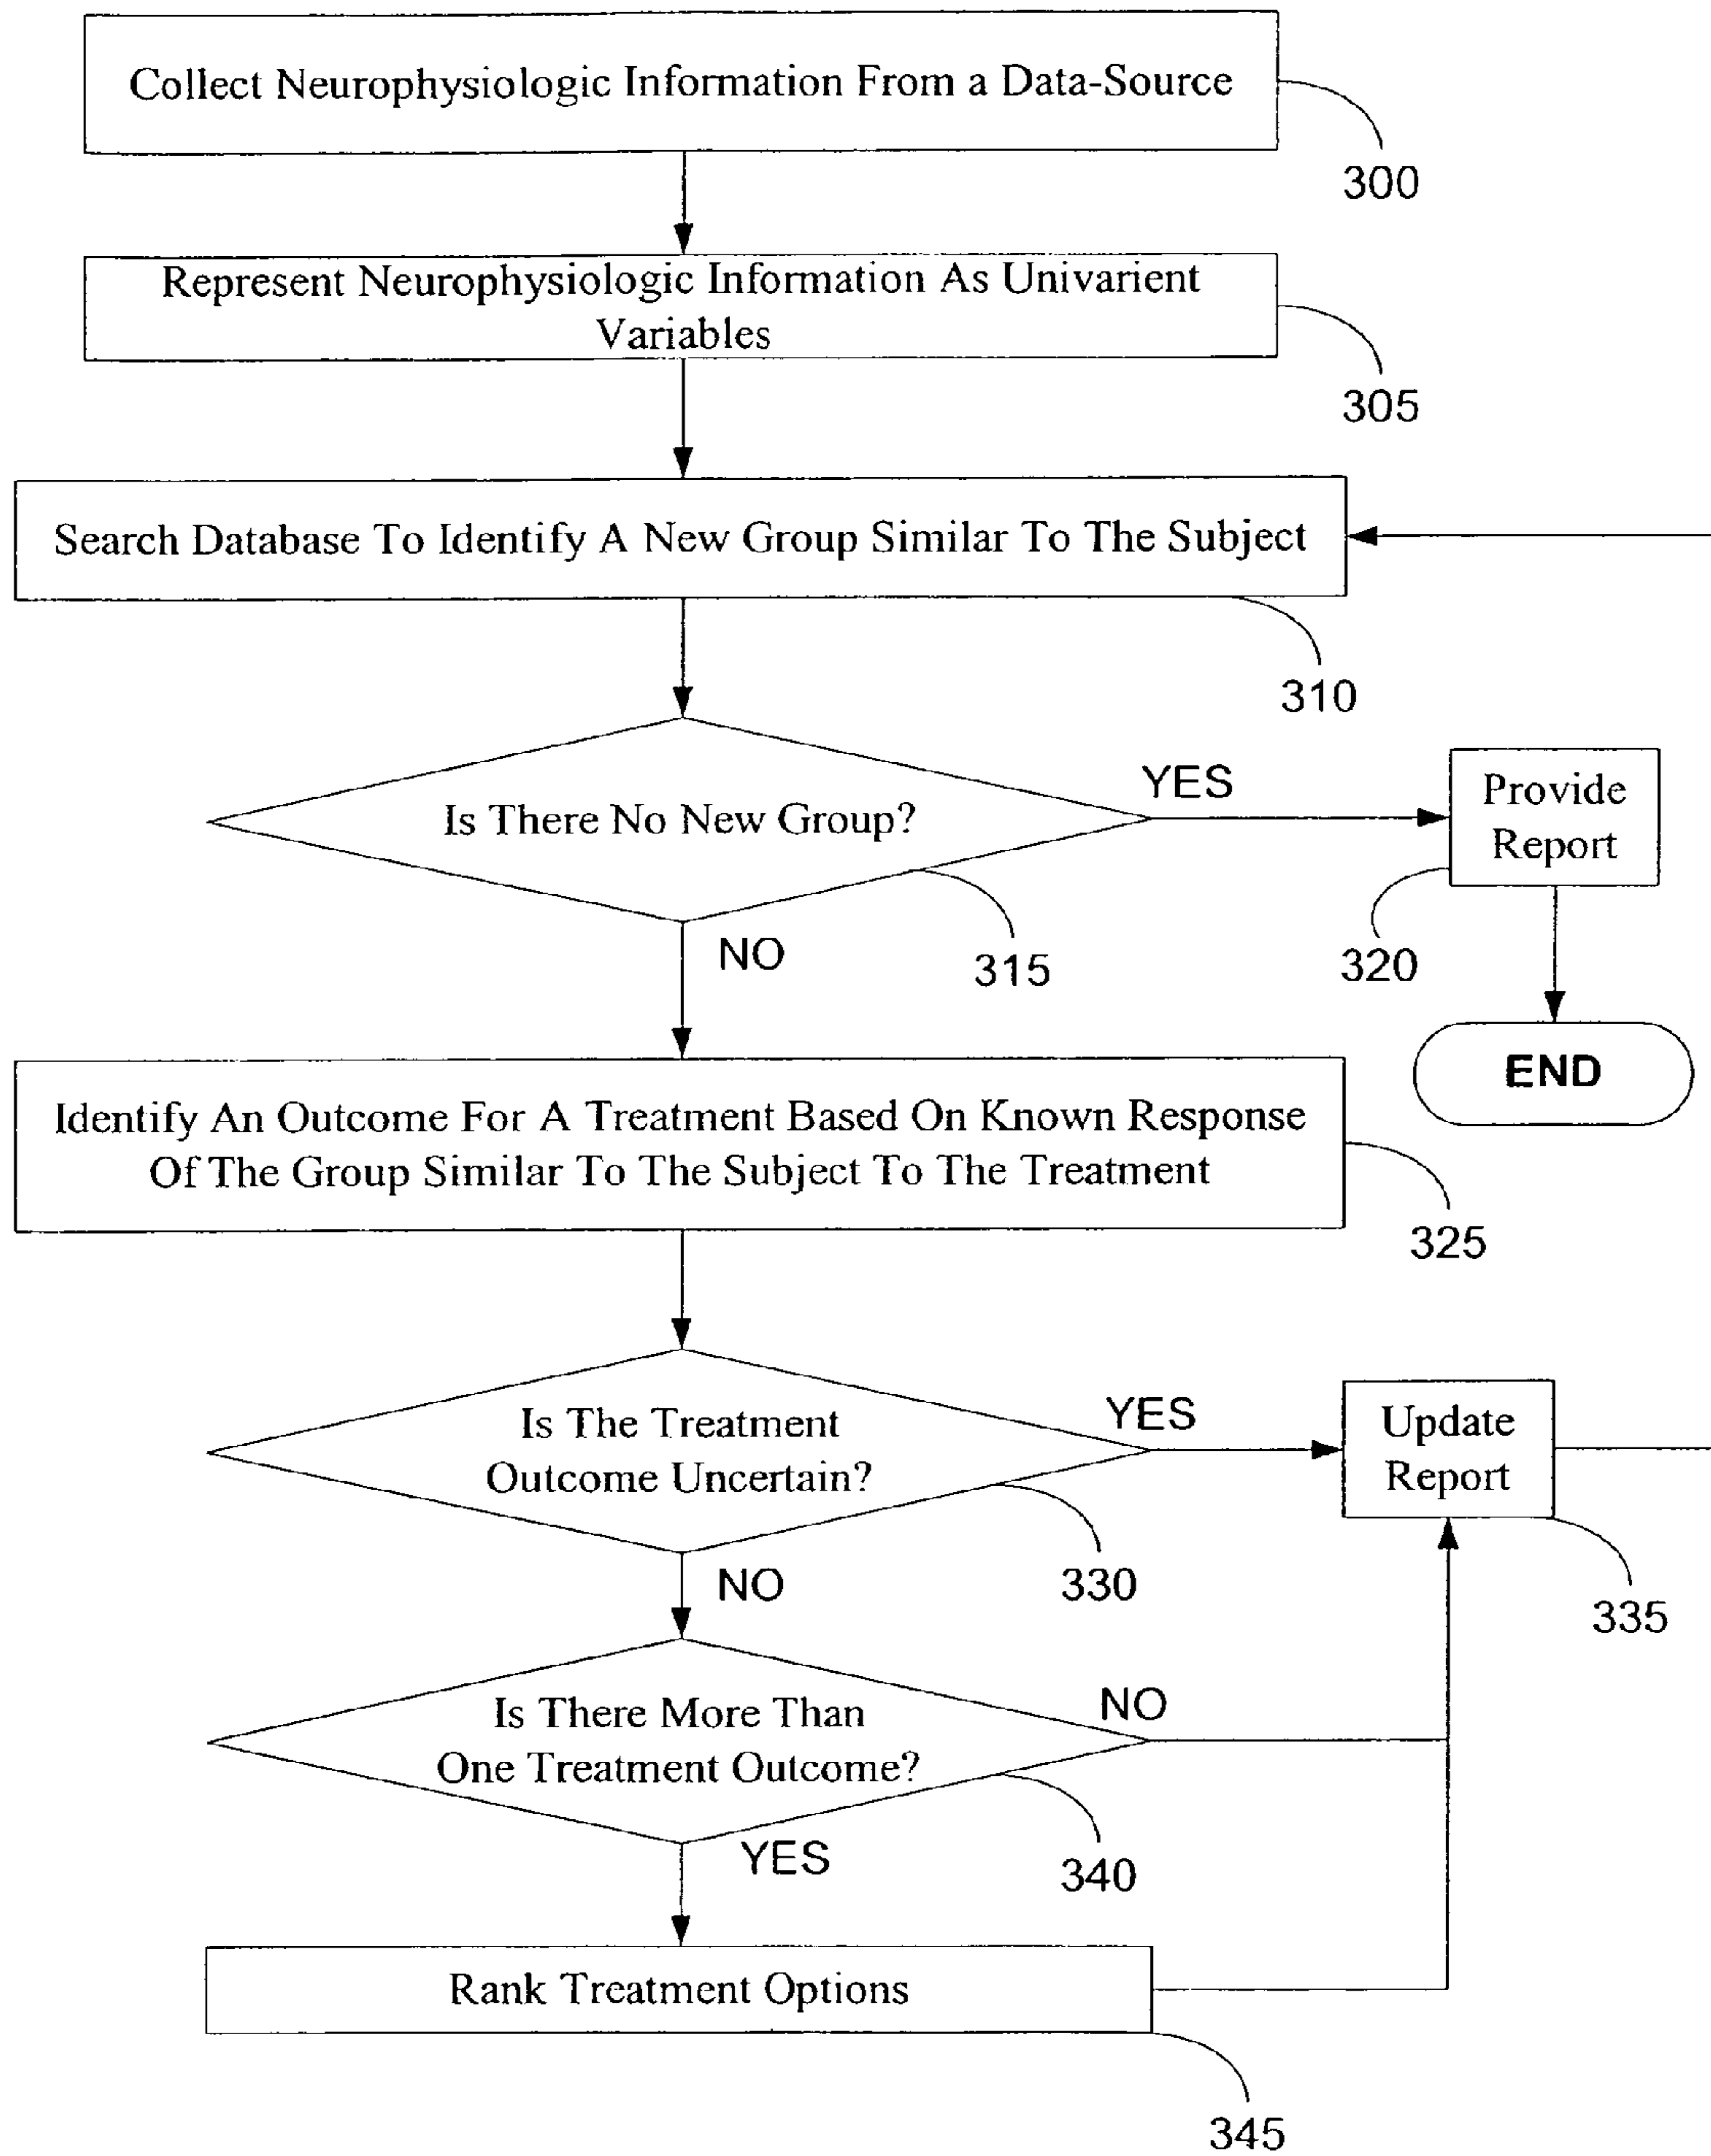 Collect Neurophysiologic Information From a Data-Source
300
Represent Neurophysiologic Information As Univarient
Variables
305
Search Database To Identify A New Group Similar To The Subject
310
Is There No New Group?
YES
Provide
Report
320
NO
315
END
Identify An Outcome For A Treatment Based On Known Response
Of The Group Similar To The Subject To The Treatment
325
Is The Treatment
Outcome Uncertain?
YES
Update
Report
335
NO
330
Is There More Than
One Treatment Outcome?
NO
YES
340
Rank Treatment Options
345